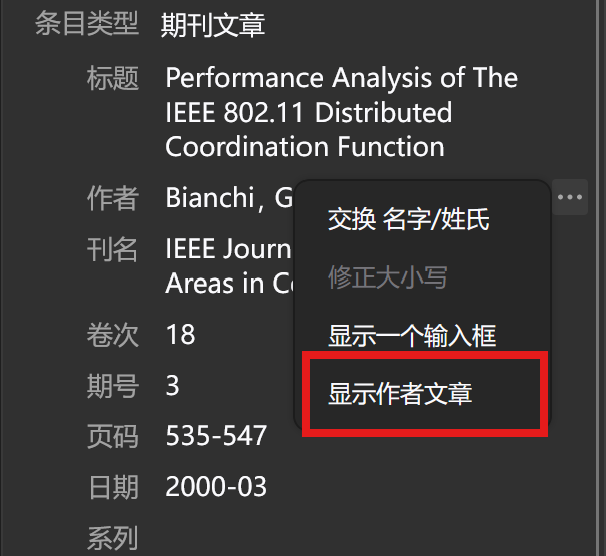 条目类型 期刊文章
标题 Performance Analysis of The
IEEE 802.11 Distributed
Coordination Function
作者 Bianchi, G
刊名 IEEE Journ
Areas in Co
卷次 18
期号 3
页码 535-547
日期 2000-03
系列
交换 名字/姓氏
修正大小写
显示一个输入框
显示作者文章